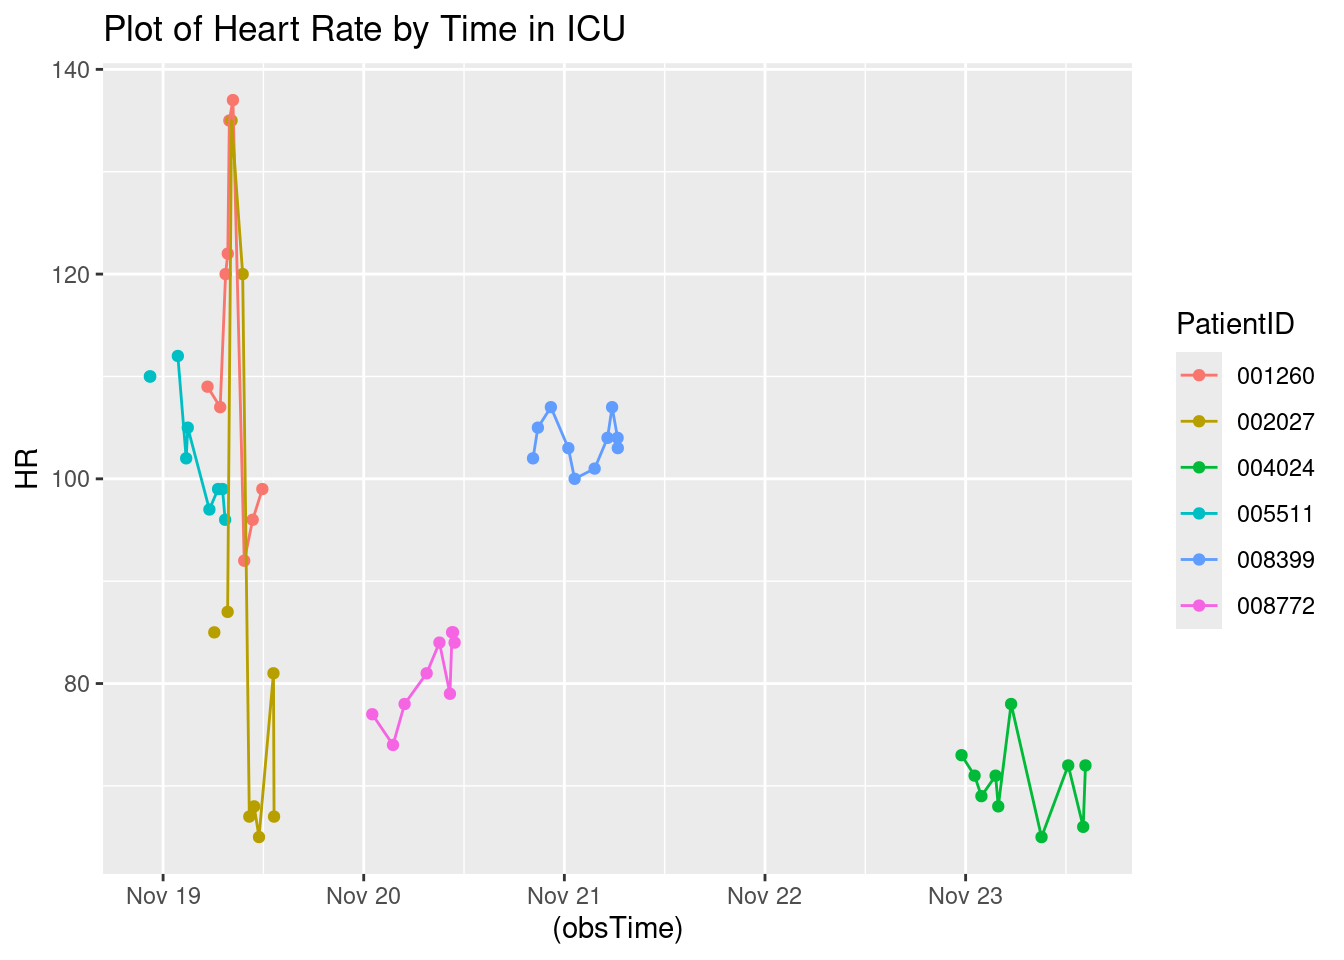 Plot of Heart Rate by Time in ICU
140
120
100
80
HR
Nov 19
Nov 20
Nov 21
Nov 22
Nov 23
(obsTime)
PatientID
001260
002027
004024
005511
008399
008772